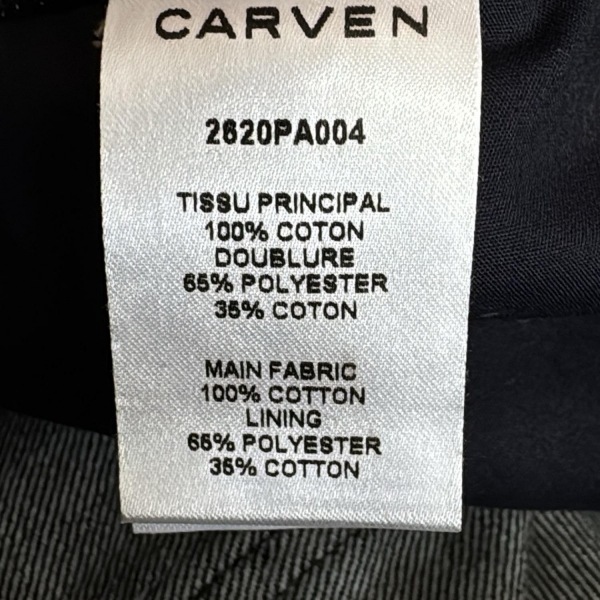 CARVEN
2620PA004
TISSU PRINCIPAL
100% COTON
DOUBLURE
65% POLYESTER
35% COTON
MAIN FABRIC
100% COTTON
LINING
65% POLYESTER
35% COTTON